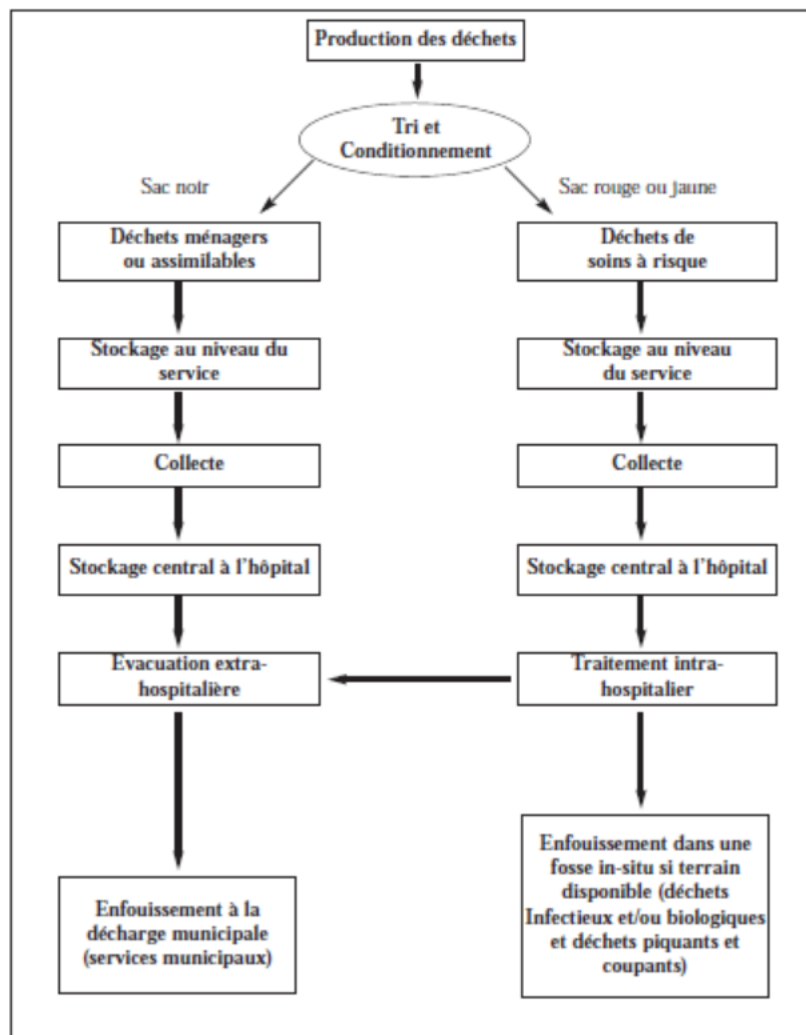 Production des déchets
Tri et
Conditionnement
Sac noir
Sac rouge ou jaune
Déchets ménagers
ou assimilables
Déchets de
soins à risque
Stockage au niveau du
service
Stockage au niveau
du service
Collecte
Collecte
Stockage central à l'hôpital
Stockage central à l'hôpital
Evacuation extra-
hospitalière
Traitement intra-
hospitalier
Enfouissement à la
décharge municipale
(services municipaux)
Enfouissement dans une
fosse in-situ si terrain
disponible (déchets
Infectieux et/ou biologiques
et déchets piquants et
coupants)